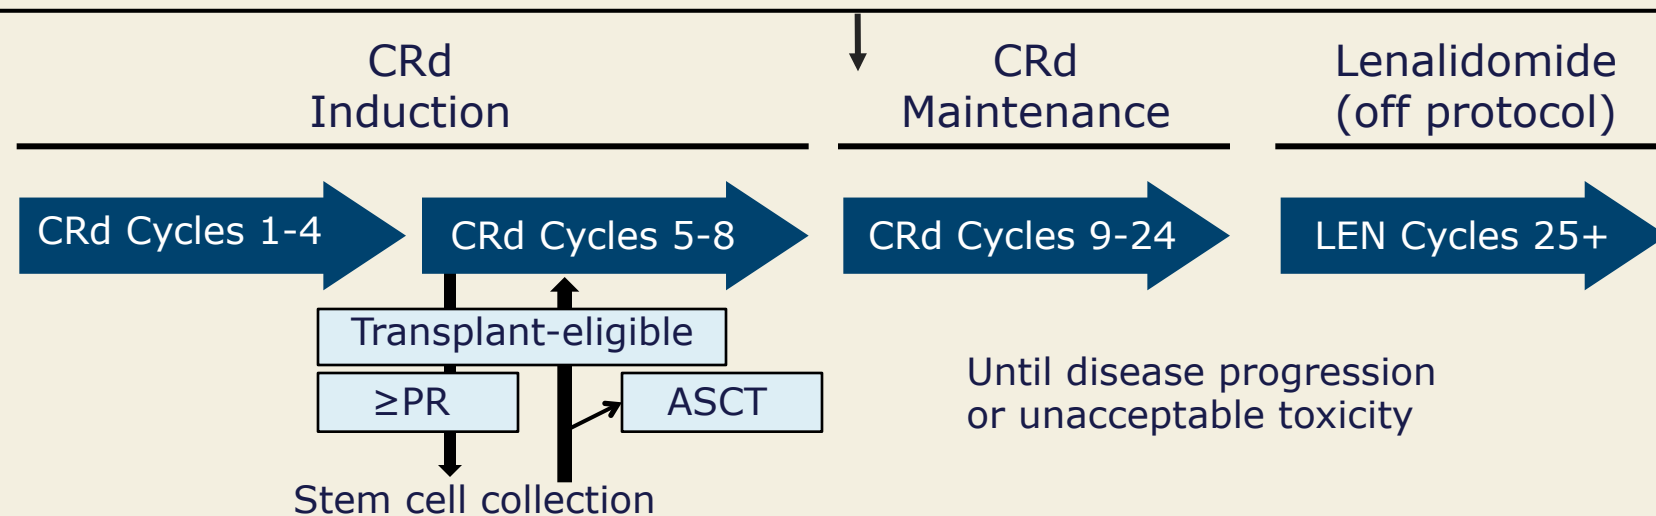 CRd
Induction
CRd
Maintenance
Lenalidomide
(off protocol)
CRd Cycles 1-4
CRd Cycles 5-8
CRd Cycles 9-24
LEN Cycles 25+
Transplant-eligible
≥PR
ASCT
Stem cell collection
Until disease progression
or unacceptable toxicity